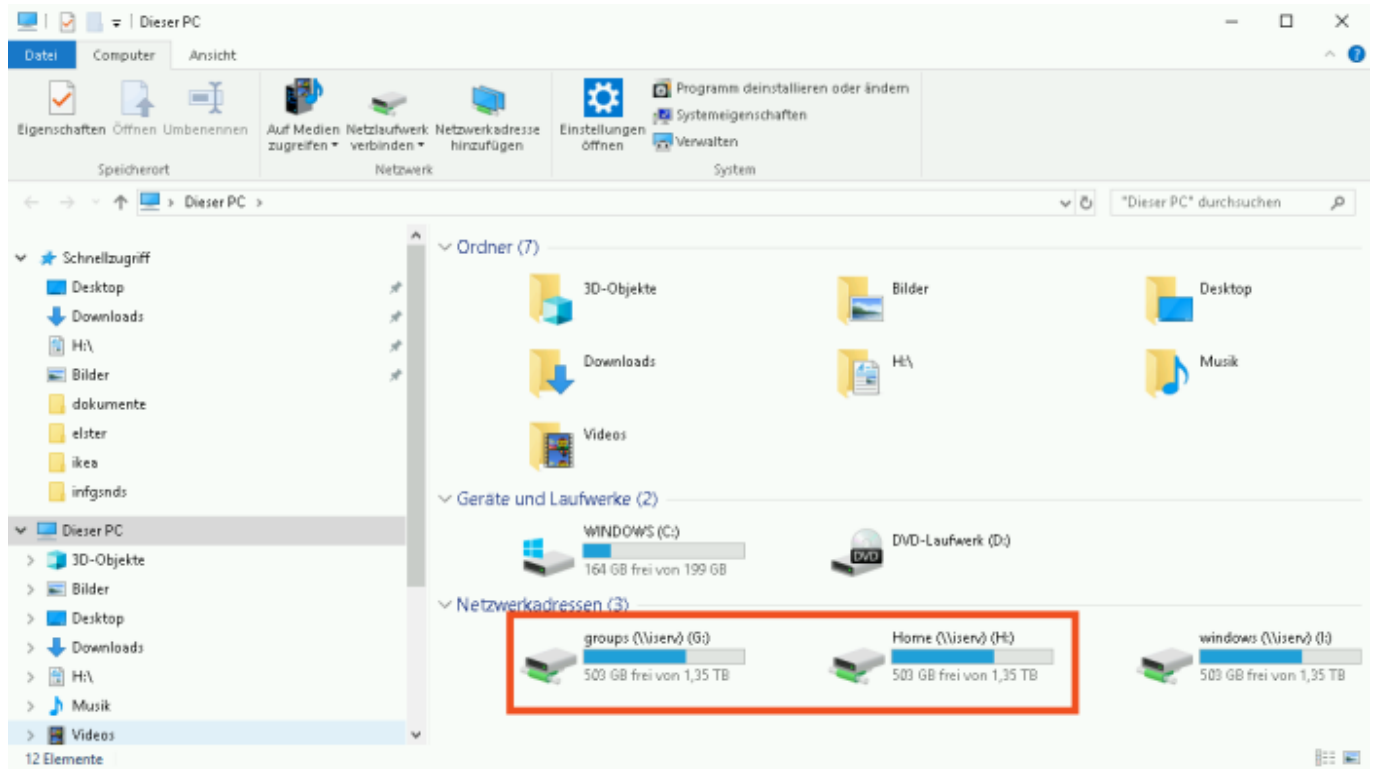 Dieser PC
Datei Computer Ansicht
Eigenschaften Öffnen Umbenennen
Auf Medien zugreifen
Netzlaufwerk verbinden
Netzwerkadresse hinzufügen
Einstellungen öffnen
Programm deinstallieren oder ändern
Systemeigenschaften
Verwalten
Speicherort Netzwerk System
Dieser PC
"Dieser PC" durchsuchen
Schnellzugriff
Desktop
Downloads
H:\
Bilder
dokumente
elster
ikea
infgsnds
Dieser PC
3D-Objekte
Bilder
Desktop
Downloads
H:\
Musik
Videos
Ordner (7)
3D-Objekte Bilder Desktop
Downloads H:\ Musik
Videos
Geräte und Laufwerke (2)
WINDOWS (C:)
164 GB frei von 199 GB
DVD-Laufwerk (D:)
DVD
Netzwerkadressen (3)
groups (\\iserv) (G:)
503 GB frei von 1,35 TB
Home (\\iserv) (H:)
503 GB frei von 1,35 TB
windows (\\iserv) (I:)
503 GB frei von 1,35 TB
12 Elemente